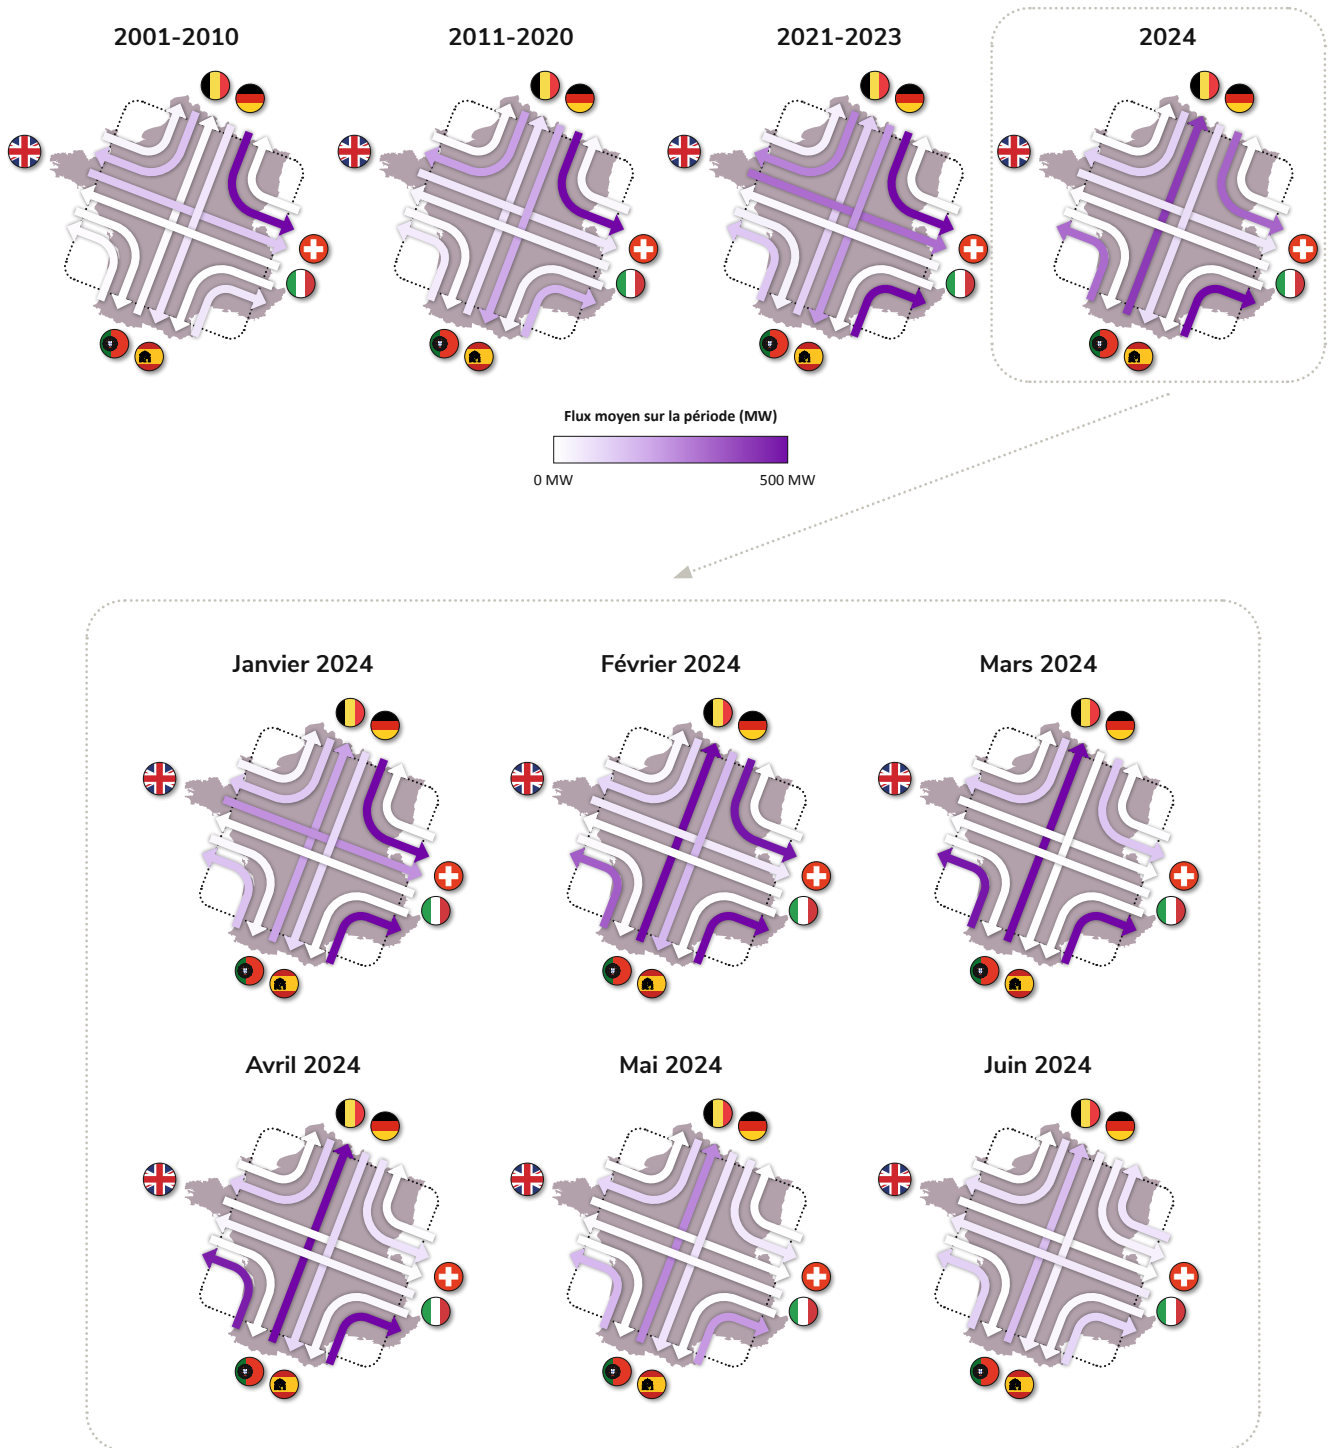 2001-2010
2011-2020
2021-2023
2024
Flux moyen sur la période (MW)
0 MW
500 MW
Janvier 2024
Février 2024
Mars 2024
Avril 2024
Mai 2024
Juin 2024